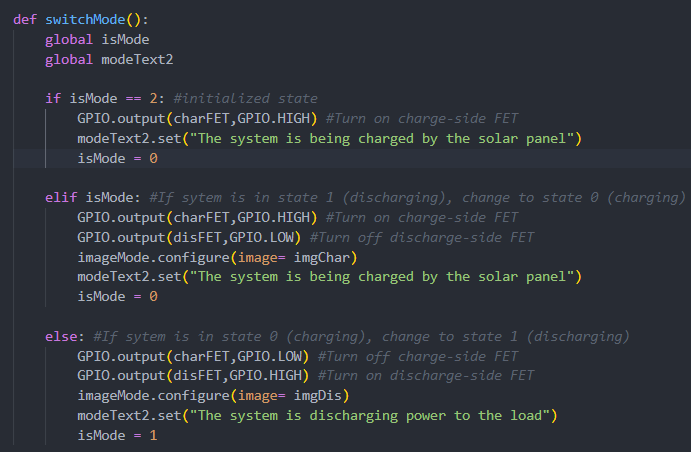 def switchMode():
    global isMode
    global modeText2
    if isMode == 2: #initialized state
        GPIO.output(charFET,GPIO.HIGH) #Turn on charge-side FET
        modeText2.set("The system is being charged by the solar panel")
        isMode = 0
    elif isMode: #If sytem is in state 1 (discharging), change to state 0 (charging)
        GPIO.output(charFET,GPIO.HIGH) #Turn on charge-side FET
        GPIO.output(disFET,GPIO.LOW) #Turn off discharge-side FET
        imageMode.configure(image= imgChar)
        modeText2.set("The system is being charged by the solar panel")
        isMode = 0
    else: #If sytem is in state 0 (charging), change to state 1 (discharging)
        GPIO.output(charFET,GPIO.LOW) #Turn off charge-side FET
        GPIO.output(disFET,GPIO.HIGH) #Turn on discharge-side FET
        imageMode.configure(image= imgDis)
        modeText2.set("The system is discharging power to the load")
        isMode = 1